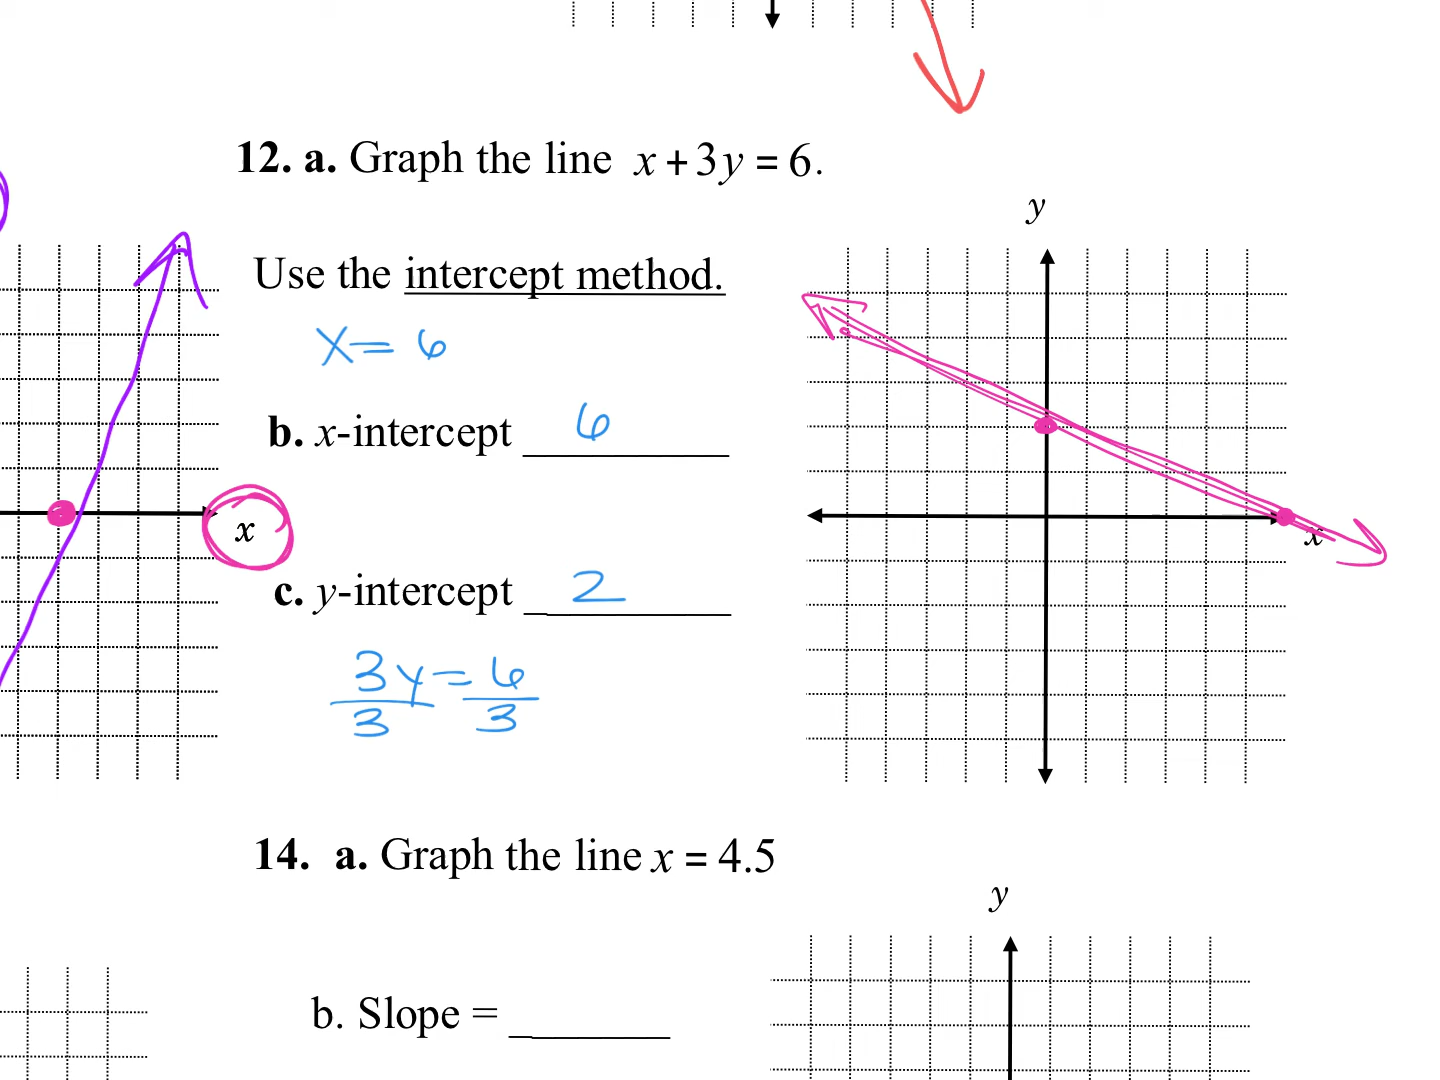 12. a. Graph the line x + 3y = 6.
y
Use the intercept method.
x = 6
b. x-intercept 6
x
x
c. y-intercept 2
3y = 6
3 3
14. a. Graph the line x = 4.5
y
b. Slope =